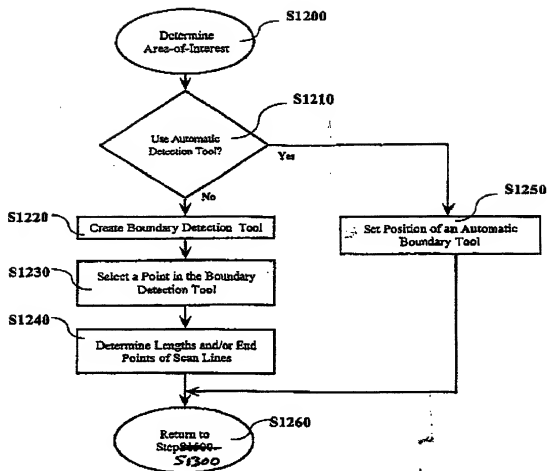 Determine
Area-of-Interest
S1200
Use Automatic
Detection Tool?
S1210
Yes
No
S1220
Create Boundary Detection Tool
S1250
Set Position of an Automatic
Boundary Tool
S1230
Select a Point in the Boundary
Detection Tool
S1240
Determine Lengths and/or End
Points of Scan Lines
Return to
Step S1500
S1300
S1260